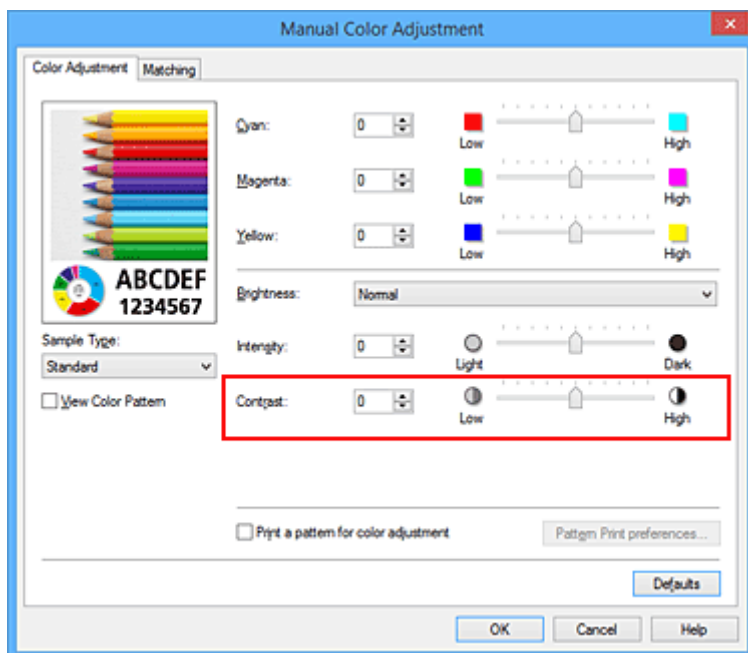 Manual Color Adjustment
Color Adjustment Matching
Cyan: 0 Low High
Magenta: 0 Low High
Yellow: 0 Low High
ABCDEF
1234567
Brightness: Normal
Sample Type:
Standard
Intensity: 0 Light Dark
View Color Pattern
Contrast: 0 Low High
Print a pattern for color adjustment Pattern Print preferences...
Defaults
OK Cancel Help